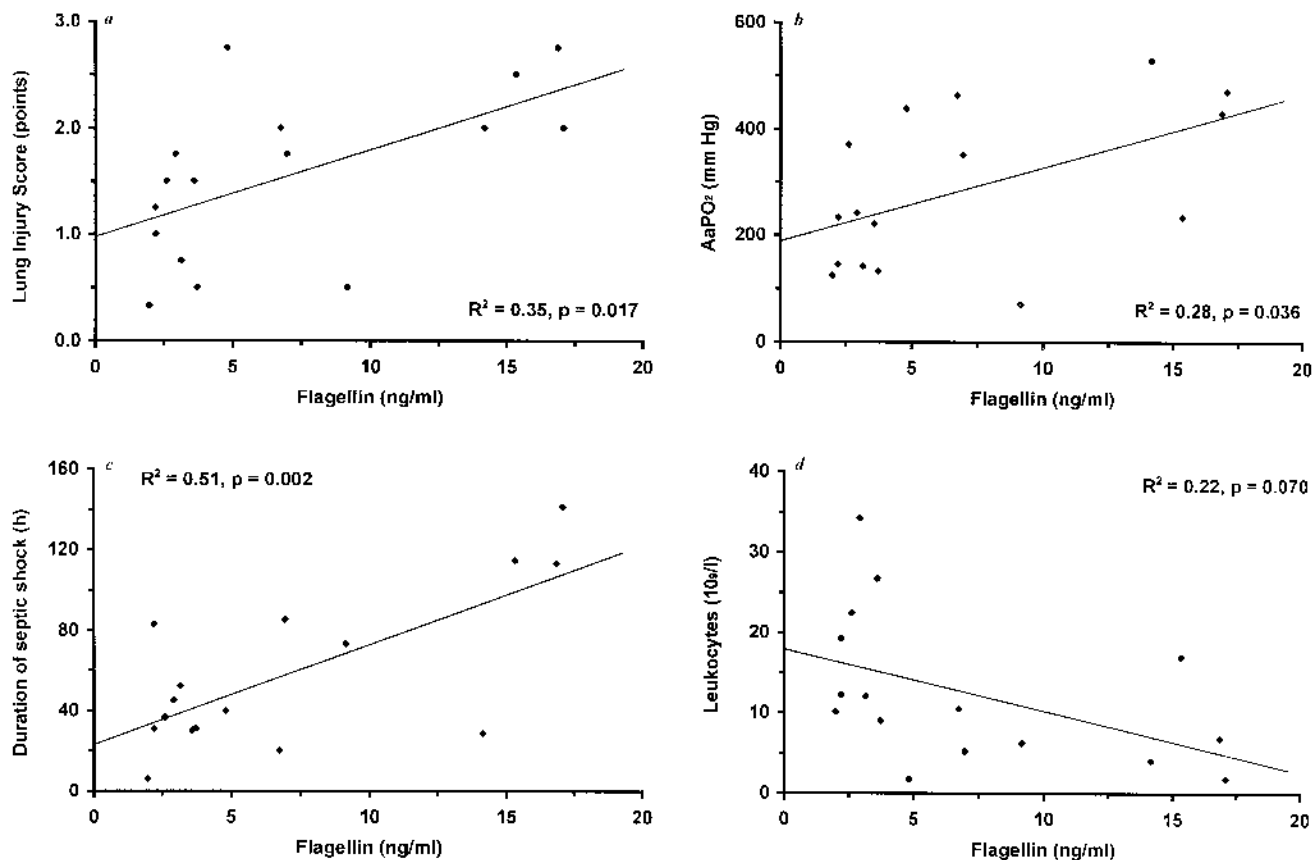 a
3.0
2.0
1.0
0.0
Lung Injury Score (points)
R² = 0.35, p = 0.017
0 5 10 15 20
Flagellin (ng/ml)
b
600
400
200
0
AaPO₂ (mm Hg)
R² = 0.28, p = 0.036
0 5 10 15 20
Flagellin (ng/ml)
c
160
120
80
40
0
Duration of septic shock (h)
R² = 0.51, p = 0.002
0 5 10 15 20
Flagellin (ng/ml)
d
40
30
20
10
0
Leukocytes (10₉/l)
R² = 0.22, p = 0.070
0 5 10 15 20
Flagellin (ng/ml)